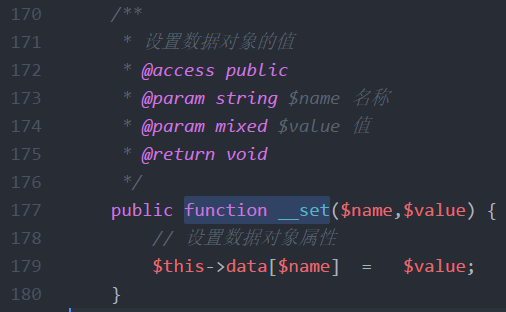 170 /**
171 * 设置数据对象的值
172 * @access public
173 * @param string $name 名称
174 * @param mixed $value 值
175 * @return void
176 */
177 public function __set($name,$value) {
178 // 设置数据对象属性
179 $this->data[$name]  =   $value;
180 }